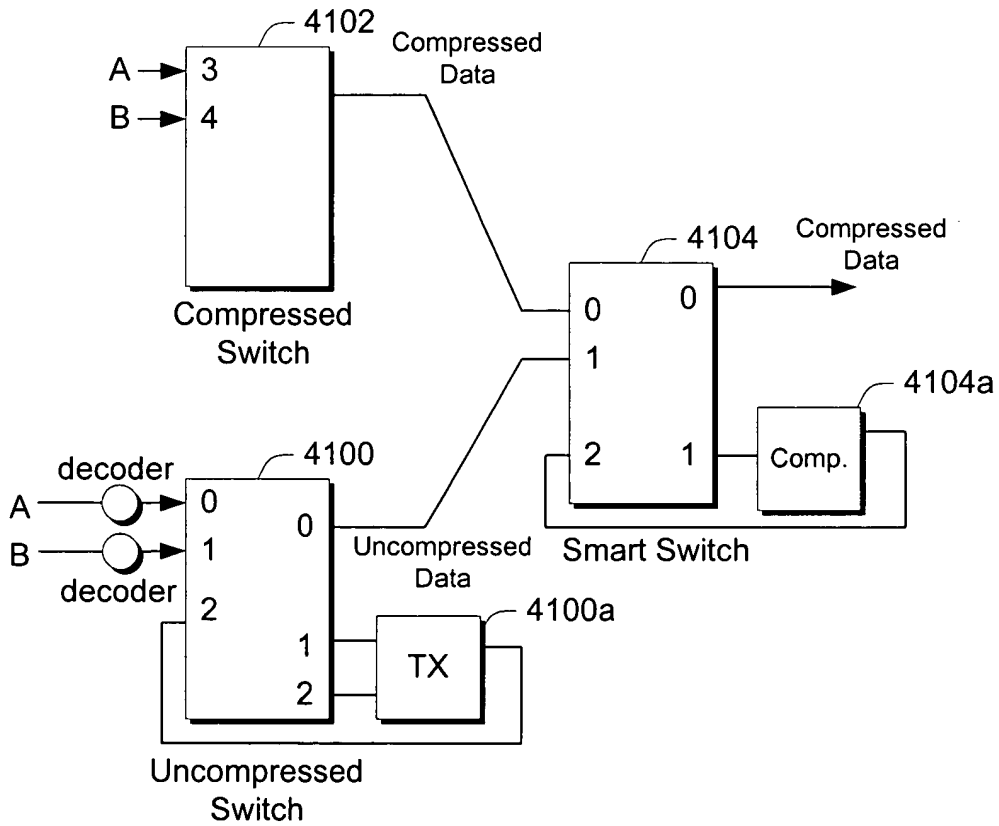 4102
A
3
B
4
Compressed
Data
Compressed
Switch
4104
0
1
2
0
1
Compressed
Data
4104a
Comp.
Smart Switch
decoder
4100
A
0
B
1
decoder
2
0
1
2
Uncompressed
Data
4100a
TX
Uncompressed
Switch